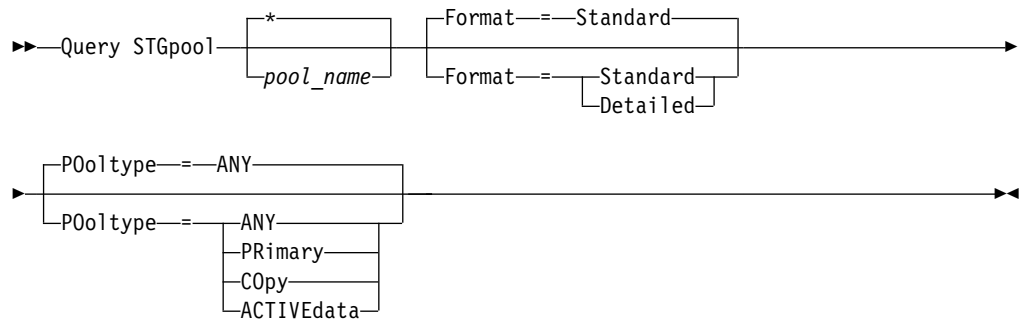 * Format = Standard
Query STGpool
pool_name Format = Standard
Detailed
POoltype = ANY
POoltype = ANY
PRimary
COpy
ACTIVEdata